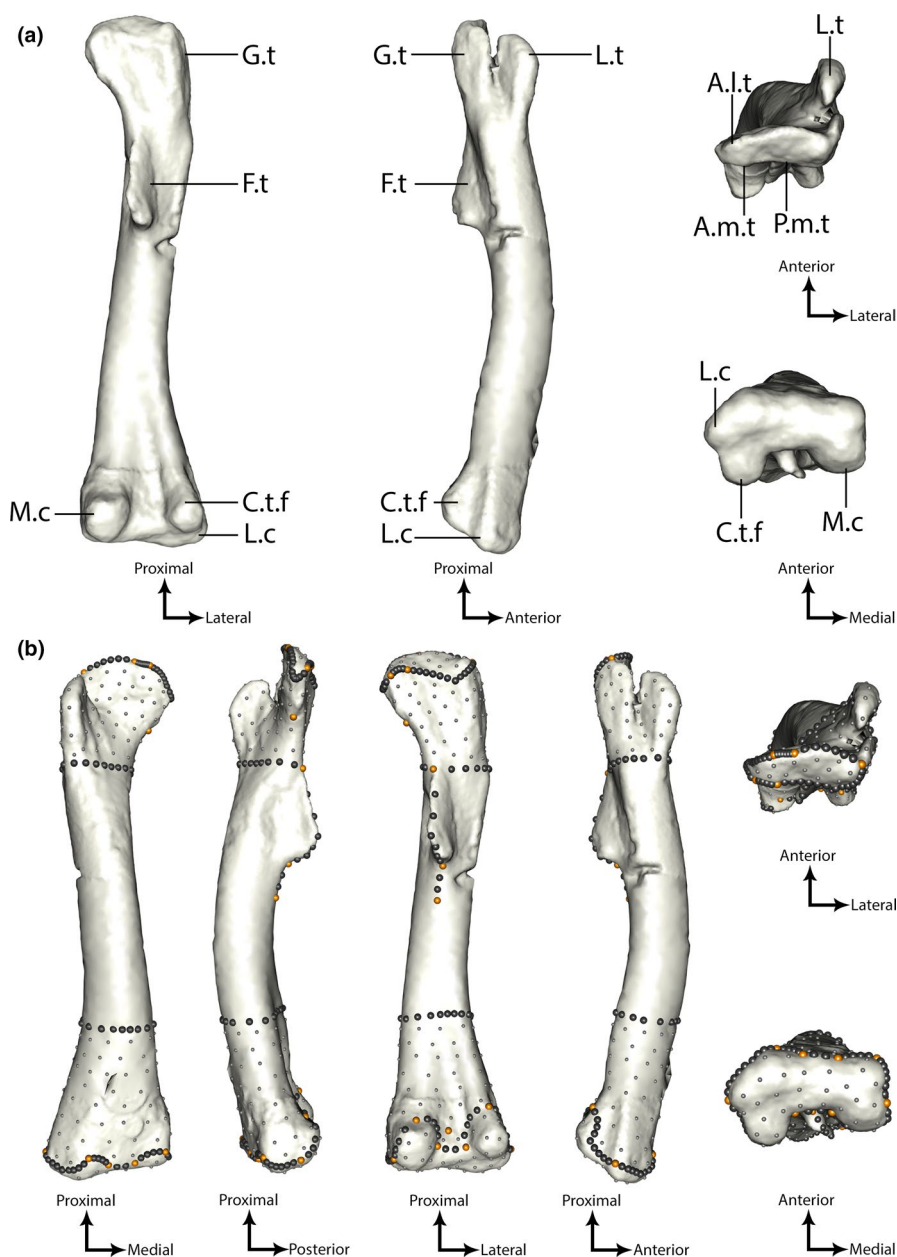 (a)
G.t
G.t
L.t
L.t
A.l.t
F.t
F.t
A.m.t
P.m.t
Anterior
Lateral
L.c
M.c
C.t.f
L.c
C.t.f
L.c
C.t.f
M.c
Proximal
Lateral
Proximal
Anterior
Anterior
Medial
(b)
Anterior
Lateral
Proximal
Medial
Proximal
Posterior
Proximal
Lateral
Proximal
Anterior
Anterior
Medial